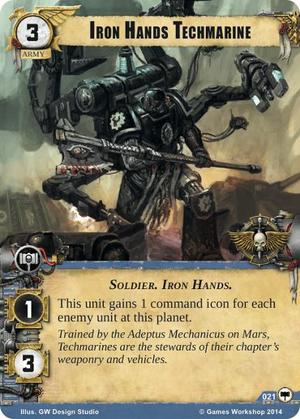 3
IRON HANDS TECHMARINE
ARMY
SOLDIER. IRON HANDS.
1
This unit gains 1 command icon for each
enemy unit at this planet.
3
Trained by the Adeptus Mechanicus on Mars,
Techmarines are the stewards of their chapter's
weaponry and vehicles.
021
Illus. GW Design Studio
© Games Workshop 2014